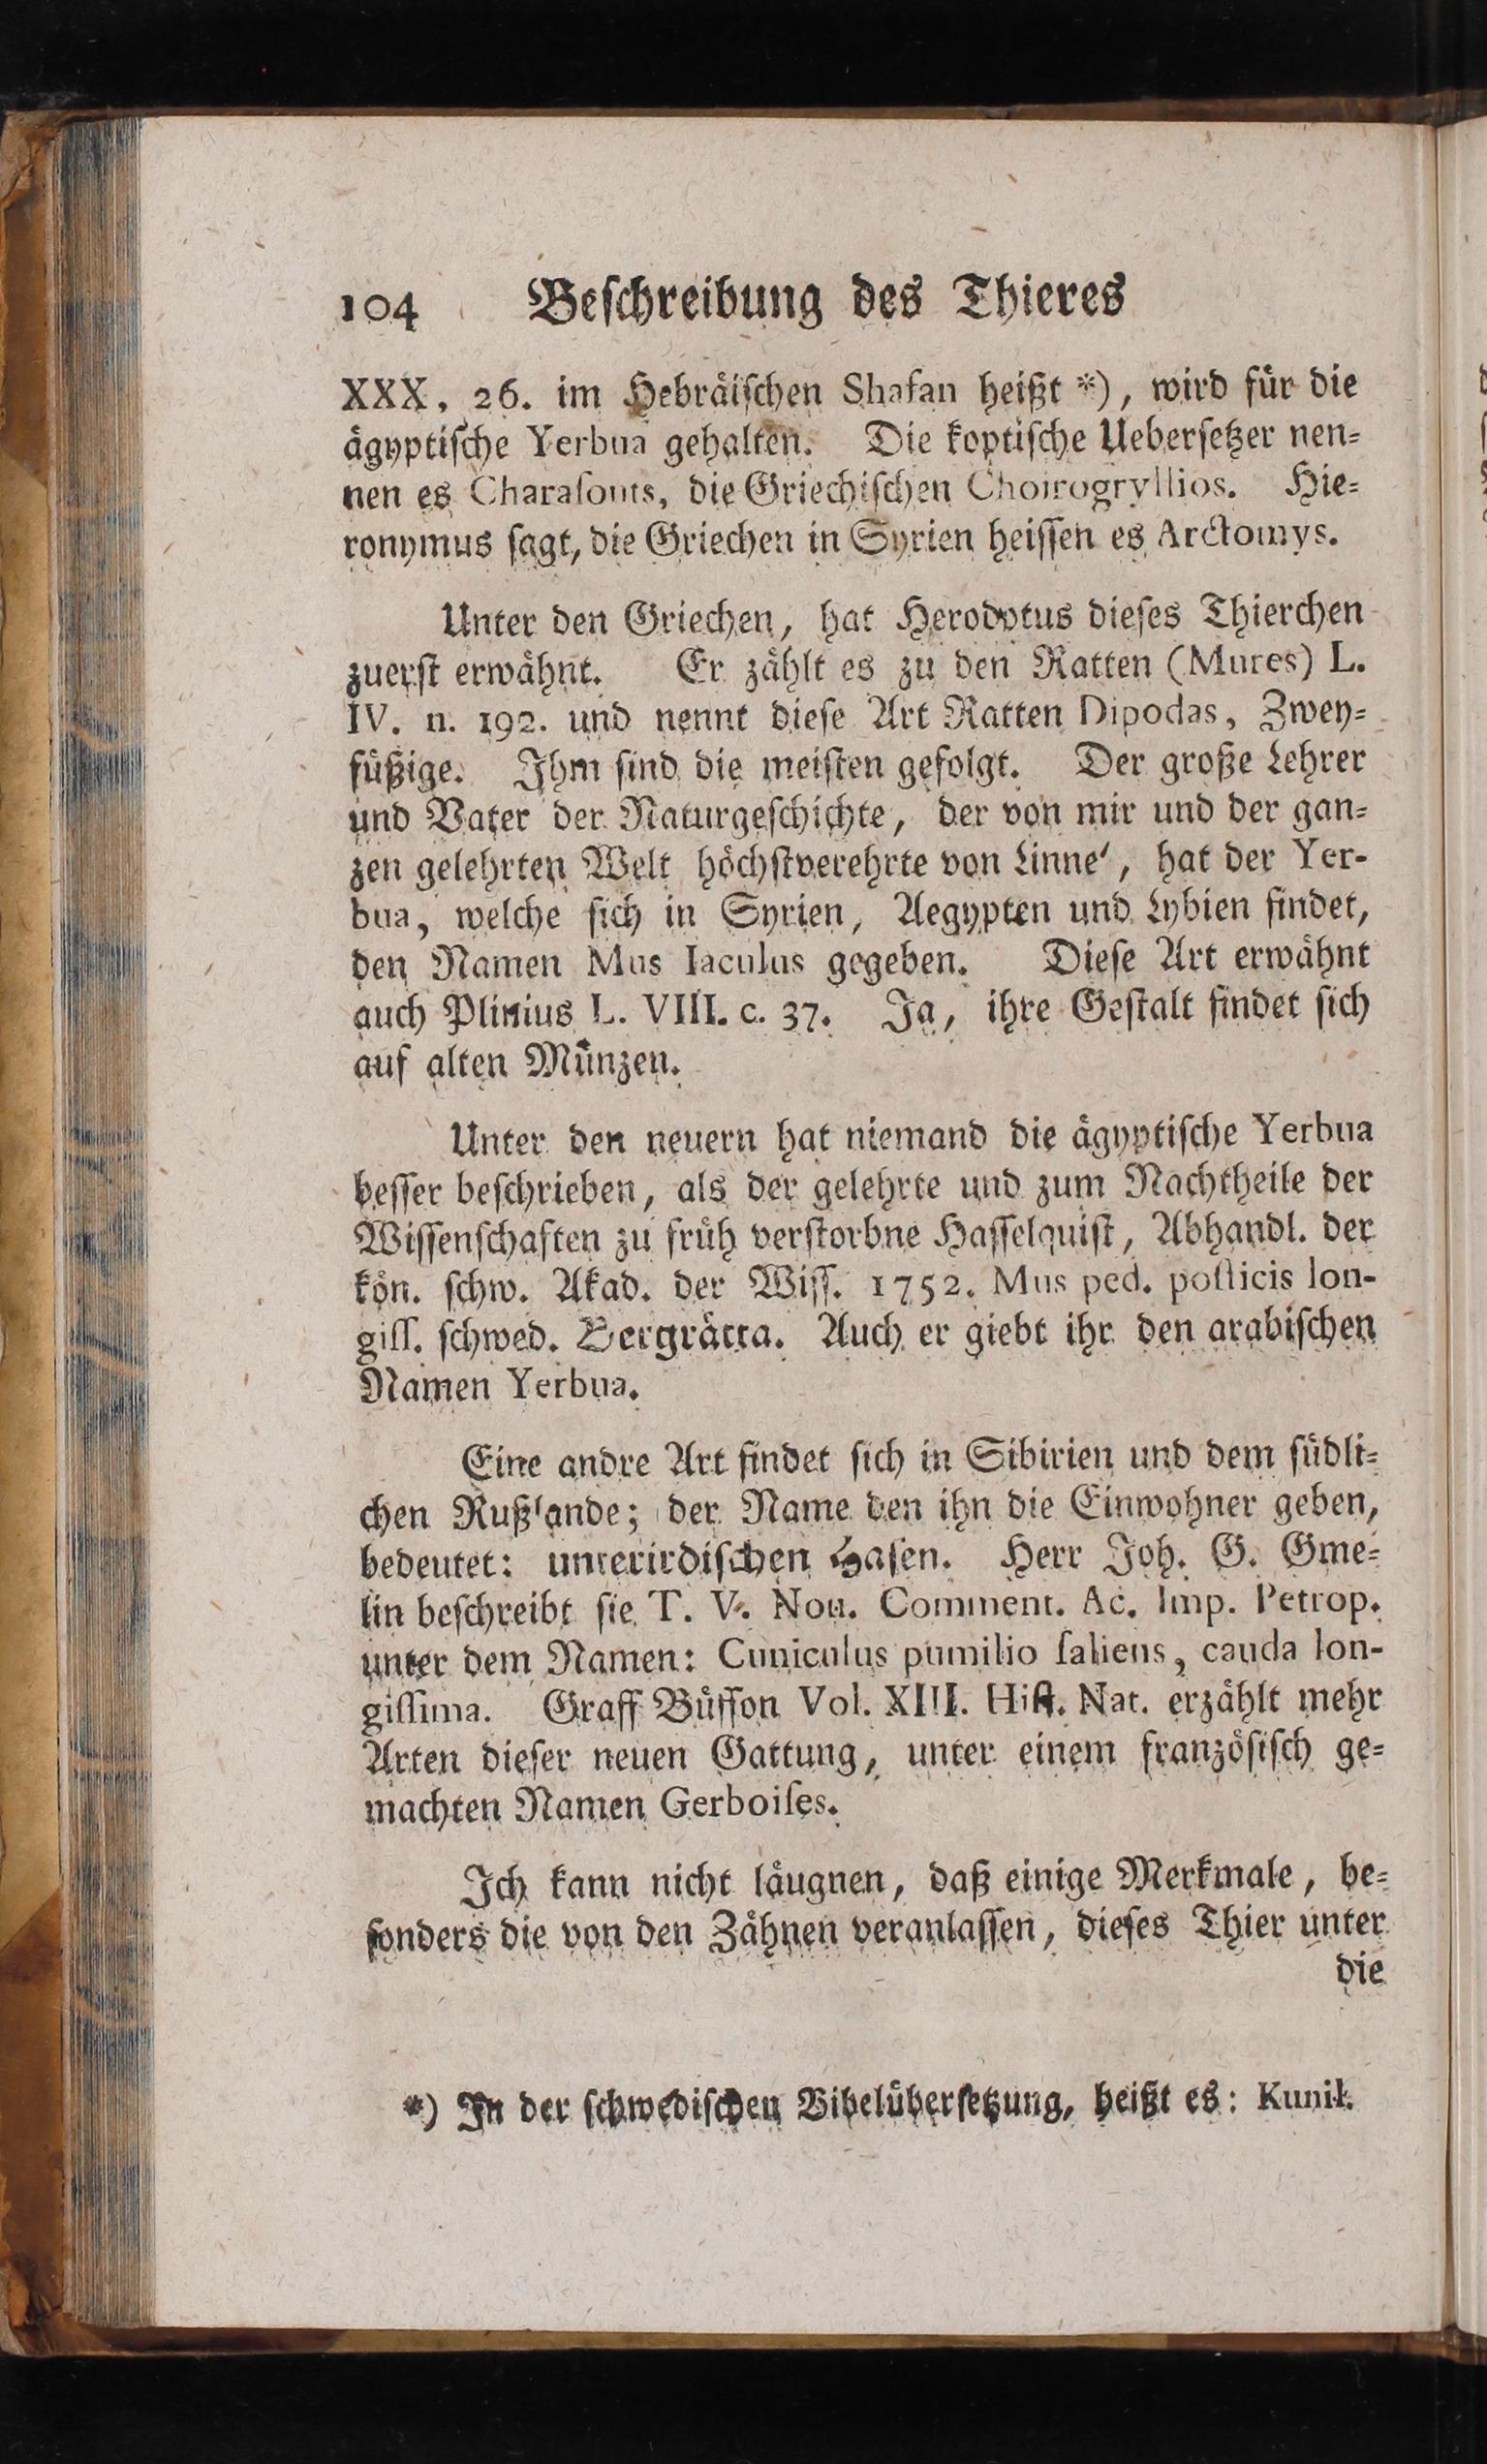 104 Beſchreibung des Thieres
XXX, 26. im Hebräiſchen Shafan heißt *), wird für die
ägyptiſche Yerbua gehalten. Die koptiſche Ueberſetzer nen-
nen es Charaſouts, die Griechiſchen Choirogryllios. Hie-
ronymus ſagt, die Griechen in Syrien heiſſen es Arctomys.
Unter den Griechen, hat Herodotus dieſes Thierchen
zuerſt erwähnt. Er zählt es zu den Ratten (Mures) L.
IV. n. 192. und nennt dieſe Art Ratten Dipodas, Zwey-
füßige. Ihm ſind die meiſten gefolgt. Der große Lehrer
und Vater der Naturgeſchichte, der von mir und der gan-
zen gelehrten Welt höchſtverehrte von Linne', hat der Yer-
bua, welche ſich in Syrien, Aegypten und Lybien findet,
den Namen Mus Iaculus gegeben. Dieſe Art erwähnt
auch Plinius L. VIII. c. 37. Ja, ihre Geſtalt findet ſich
auf alten Münzen.
Unter den neuern hat niemand die ägyptiſche Yerbua
beſſer beſchrieben, als der gelehrte und zum Nachtheile der
Wiſſenſchaften zu früh verſtorbne Haſſelquiſt, Abhandl. der
kön. ſchw. Akad. der Wiſſ. 1752. Mus ped. poſticis lon-
giſſ. ſchwed. Bergrätta. Auch er giebt ihr den arabiſchen
Namen Yerbua.
Eine andre Art findet ſich in Sibirien und dem ſüdli-
chen Rußlande; der Name den ihn die Einwohner geben,
bedeutet: unterirdiſchen Haſen. Herr Joh. G. Gme-
lin beſchreibt ſie T. V. Nou. Comment. Ac. Imp. Petrop.
unter dem Namen: Cuniculus pumilio ſaliens, cauda lon-
giſſima. Graff Büffon Vol. XIII. Hiſt. Nat. erzählt mehr
Arten dieſer neuen Gattung, unter einem franzöſiſch ge-
machten Namen Gerboiſes.
Ich kann nicht läugnen, daß einige Merkmale, be-
ſonders die von den Zähnen veranlaſſen, dieſes Thier unter
die
*) In der ſchwediſchen Bibelüberſetzung, heißt es: Kunik.